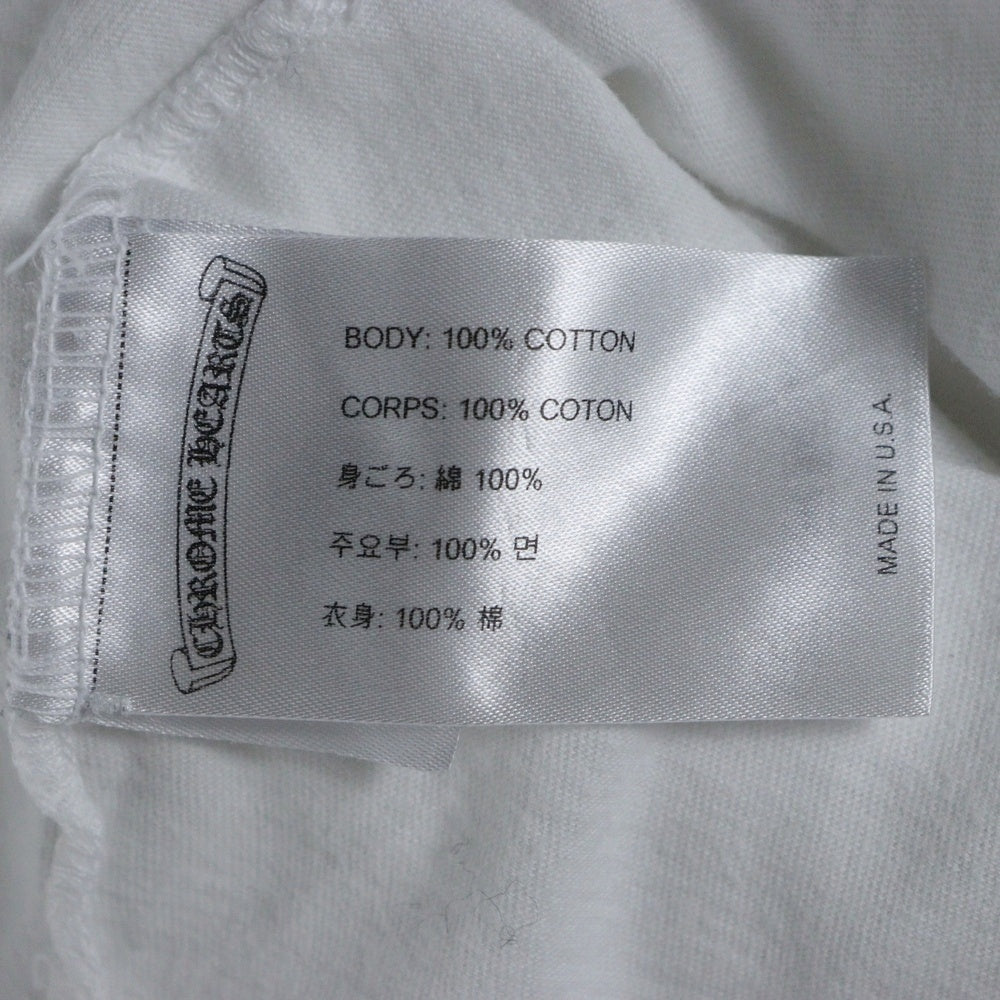 CHROME HEARTS
BODY: 100% COTTON
CORPS: 100% COTON
身ごろ: 綿 100%
주요부: 100% 면
衣身: 100% 棉
MADE IN U.S.A.